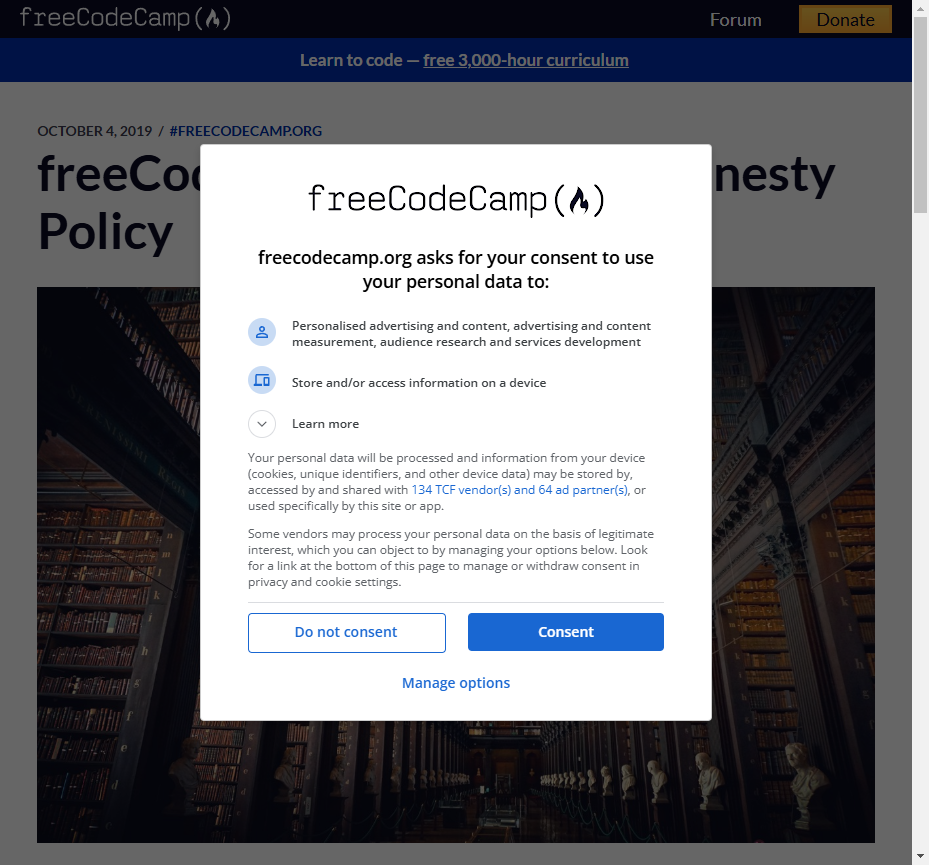 freeCodeCamp
Forum
Donate
Learn to code — free 3,000-hour curriculum
OCTOBER 4, 2019 / #FREECODECAMP.ORG
freeCo nesty
Policy
freeCodeCamp
freecodecamp.org asks for your consent to use
your personal data to:
Personalised advertising and content, advertising and content
measurement, audience research and services development
Store and/or access information on a device
Learn more
Your personal data will be processed and information from your device
(cookies, unique identifiers, and other device data) may be stored by,
accessed by and shared with 134 TCF vendor(s) and 64 ad partner(s), or
used specifically by this site or app.
Some vendors may process your personal data on the basis of legitimate
interest, which you can object to by managing your options below. Look
for a link at the bottom of this page to manage or withdraw consent in
privacy and cookie settings.
Do not consent
Consent
Manage options